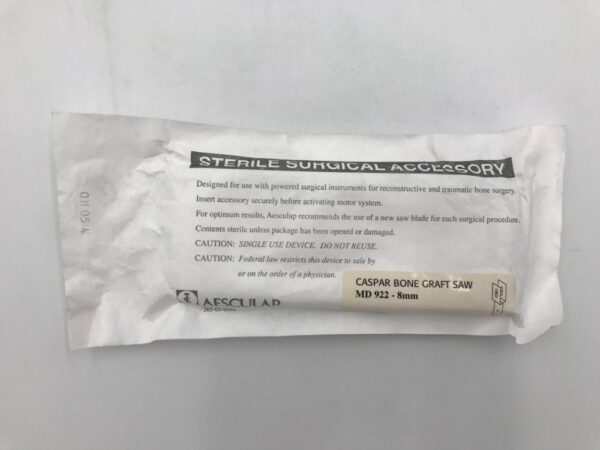 STERILE SURGICAL ACCESSORY
Designed for use with powered surgical instruments for reconstructive and traumatic bone surgery.
Insert accessory securely before activating motor system.
For optimum results, Aesculap recommends the use of a new saw blade for each surgical procedure.
Contents sterile unless package has been opened or damaged.
CAUTION: SINGLE USE DEVICE. DO NOT REUSE.
CAUTION: Federal law restricts this device to sale by
or on the order of a physician.
AESCULAP
CASPAR BONE GRAFT SAW
MD 922 - 8mm